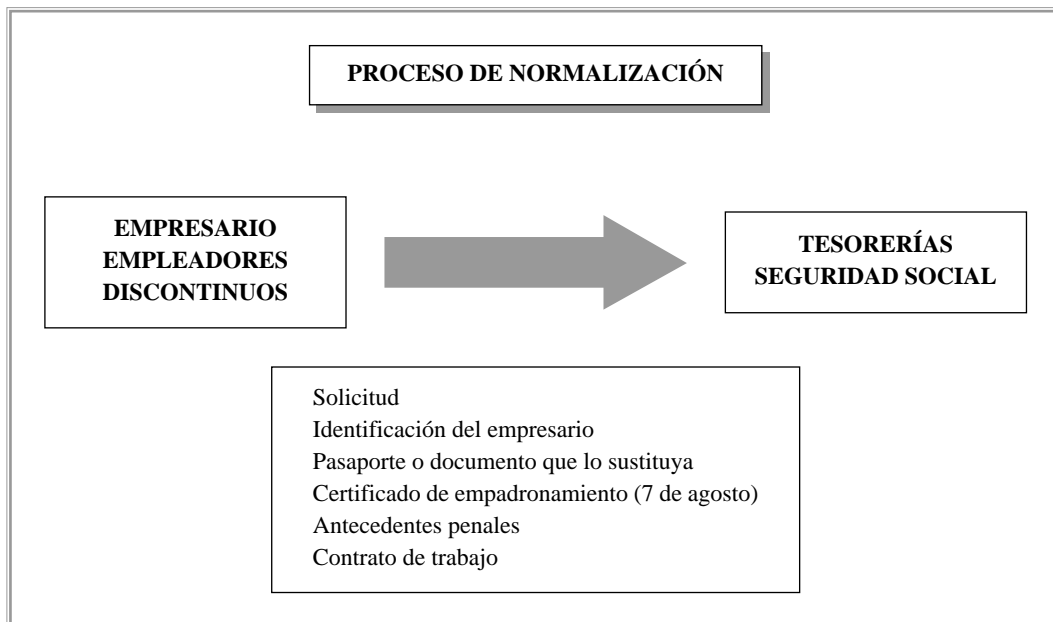 PROCESO DE NORMALIZACIÓN
EMPRESARIO
EMPLEADORES
DISCONTINUOS
TESORERÍAS
SEGURIDAD SOCIAL
Solicitud
Identificación del empresario
Pasaporte o documento que lo sustituya
Certificado de empadronamiento (7 de agosto)
Antecedentes penales
Contrato de trabajo